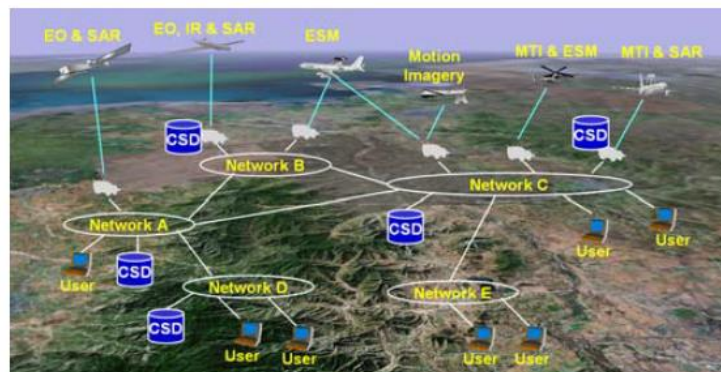 EO & SAR
EO, IR & SAR
ESM
Motion
Imagery
MTI & ESM
MTI & SAR
CSD
CSD
Network B
Network C
Network A
CSD
User
CSD
User
User
Network D
Network E
CSD
User
User
User
User